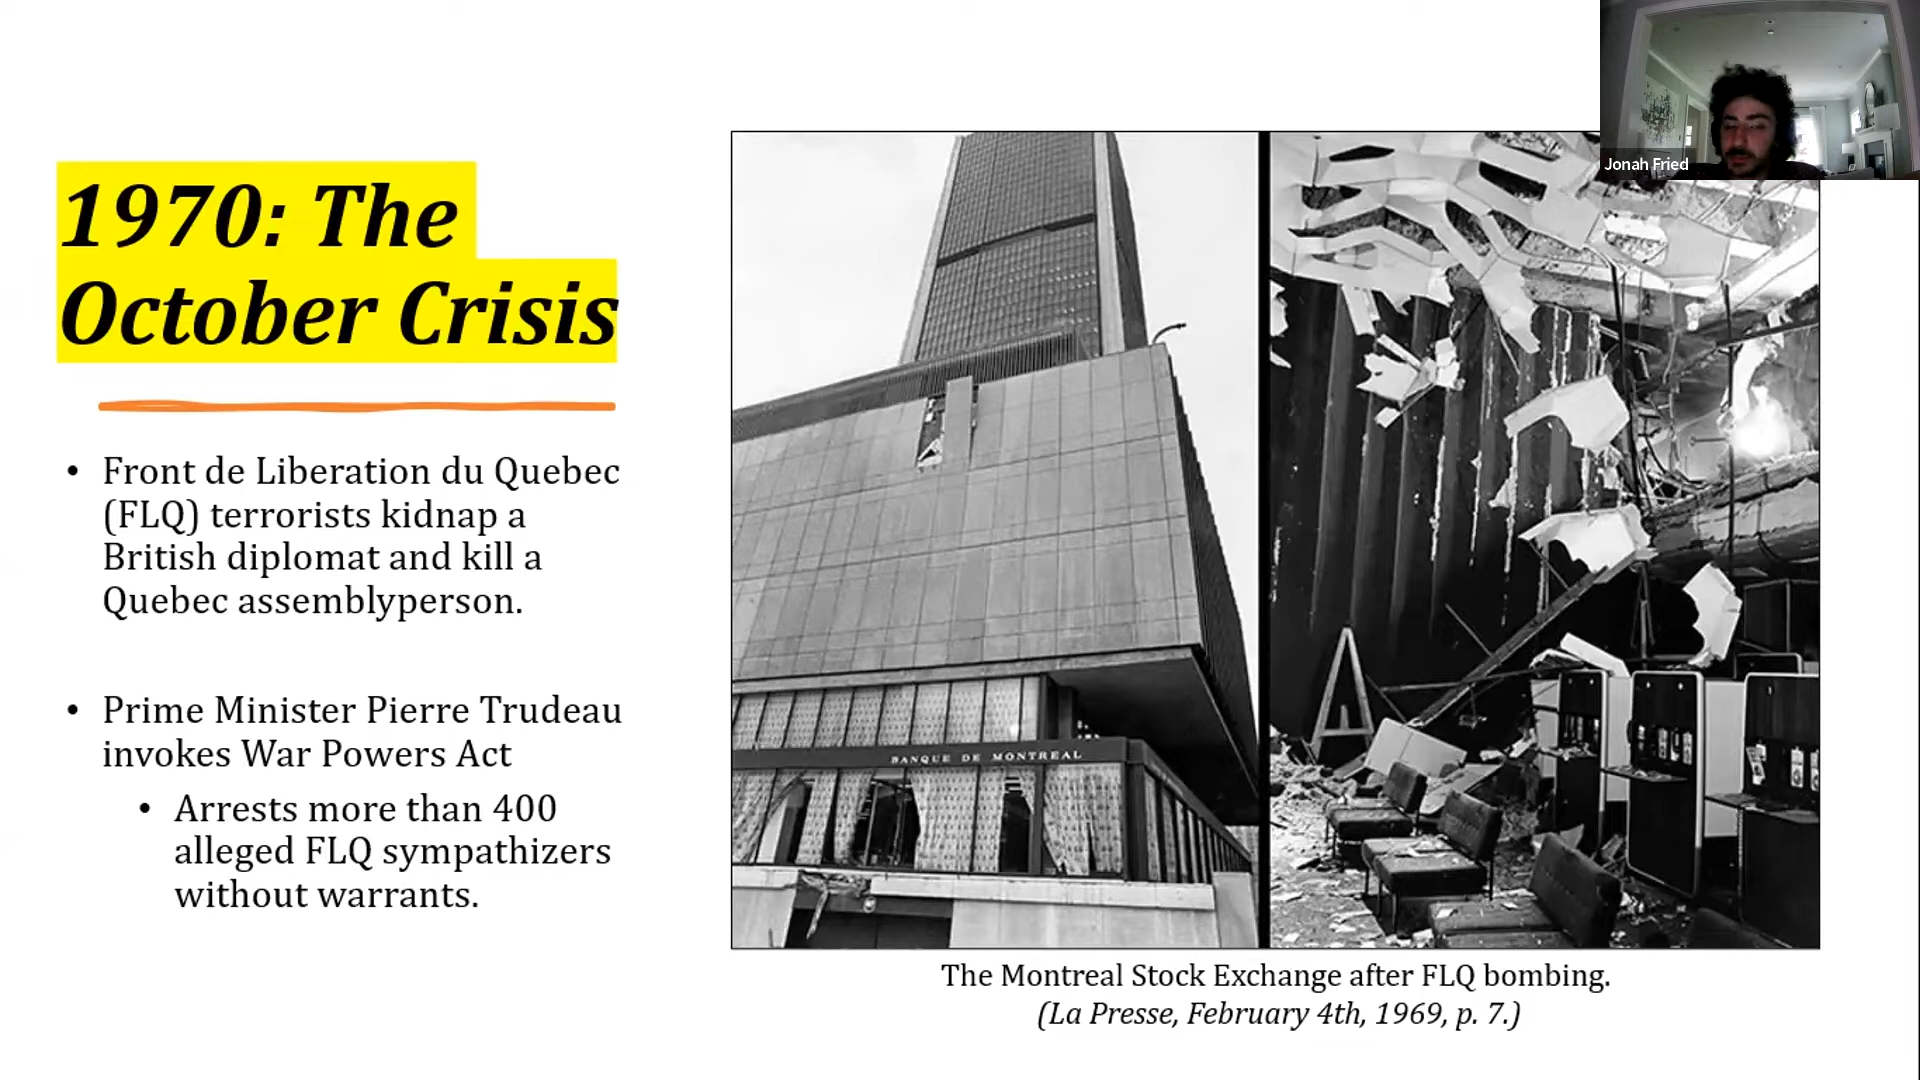 1970: The
October Crisis
• Front de Liberation du Quebec
(FLQ) terrorists kidnap a
British diplomat and kill a
Quebec assemblyperson.
• Prime Minister Pierre Trudeau
invokes War Powers Act
• Arrests more than 400
alleged FLQ sympathizers
without warrants.
BANQUE DE MONTREAL
The Montreal Stock Exchange after FLQ bombing.
(La Presse, February 4th, 1969, p. 7.)
Jonah Fried